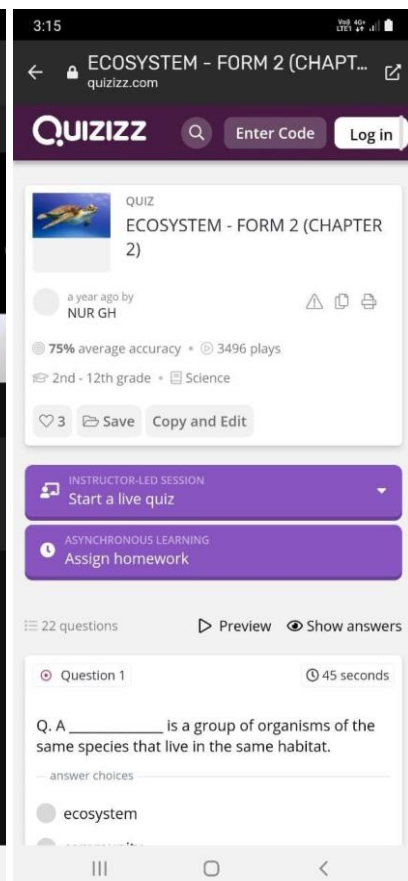 3:15
Vo)) 4G+
LTE1
ECOSYSTEM - FORM 2 (CHAPT...
quizizz.com
QUIZIZZ
Enter Code
Log in
QUIZ
ECOSYSTEM - FORM 2 (CHAPTER
2)
a year ago by
NUR GH
75% average accuracy • 3496 plays
2nd - 12th grade • Science
3 Save Copy and Edit
INSTRUCTOR-LED SESSION
Start a live quiz
ASYNCHRONOUS LEARNING
Assign homework
22 questions Preview Show answers
Question 1 45 seconds
Q. A ____________ is a group of organisms of the
same species that live in the same habitat.
answer choices
ecosystem